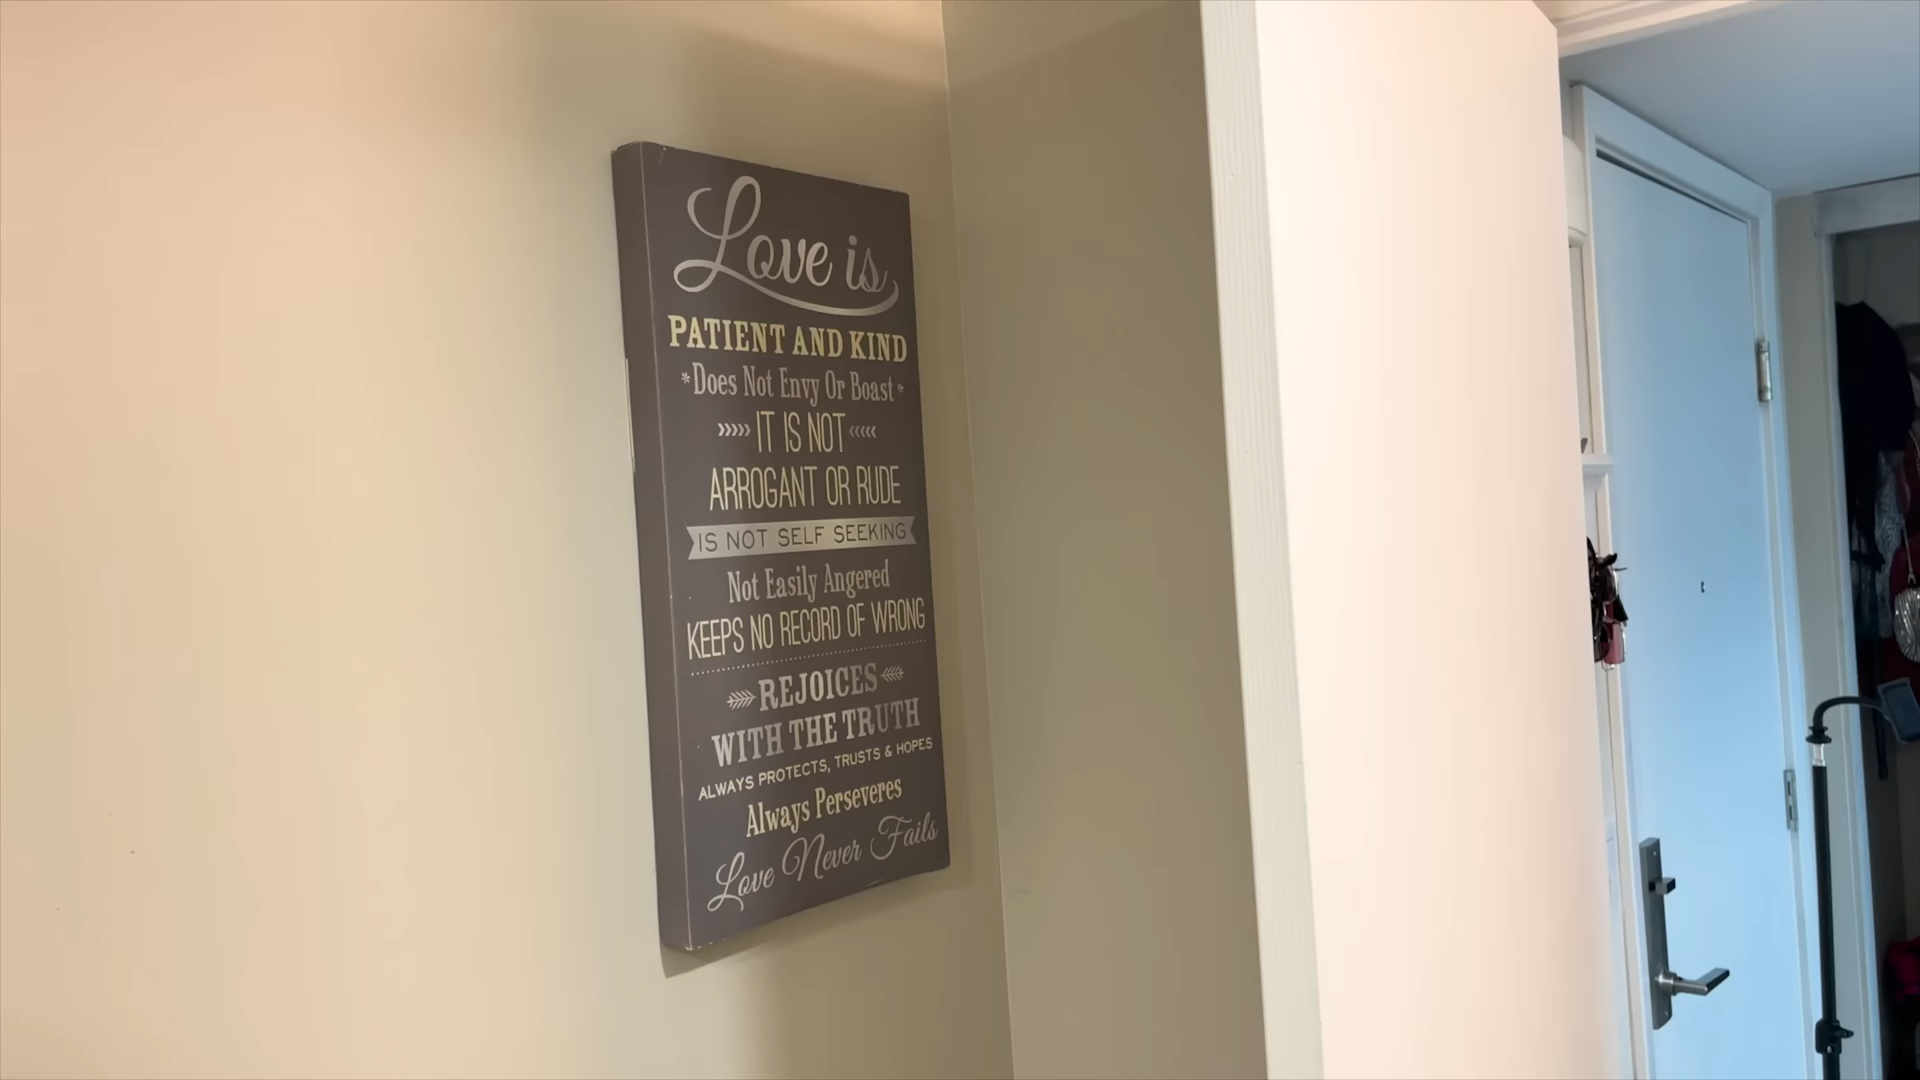 Love is
PATIENT AND KIND
*Does Not Envy Or Boast*
»»» IT IS NOT «««
ARROGANT OR RUDE
IS NOT SELF SEEKING
Not Easily Angered
KEEPS NO RECORD OF WRONG
REJOICES
WITH THE TRUTH
ALWAYS PROTECTS, TRUSTS & HOPES
Always Perseveres
Love Never Fails